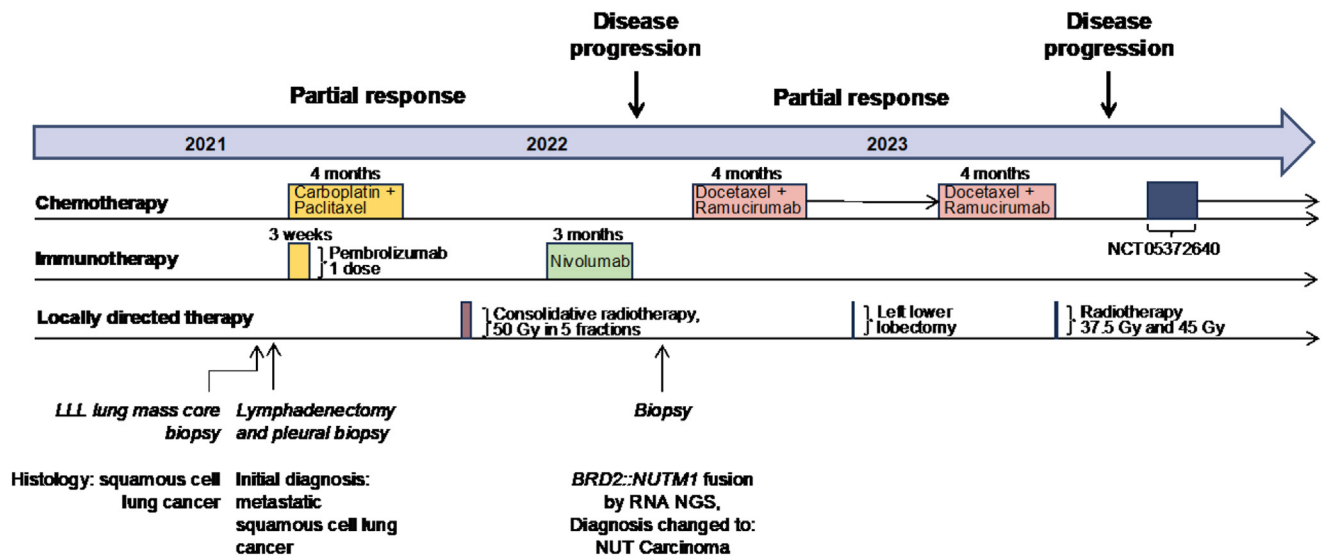 Disease
progression
Disease
progression
Partial response
Partial response
2021
2022
2023
Chemotherapy
4 months
Carboplatin +
Paclitaxel
4 months
Docetaxel +
Ramucirumab
4 months
Docetaxel +
Ramucirumab
NCT05372640
Immunotherapy
3 weeks
Pembrolizumab
1 dose
3 months
Nivolumab
Locally directed therapy
Consolidative radiotherapy,
50 Gy in 5 fractions
Left lower
lobectomy
Radiotherapy
37.5 Gy and 45 Gy
LLL lung mass core
biopsy
Lymphadenectomy
and pleural biopsy
Biopsy
Histology: squamous cell
lung cancer
Initial diagnosis:
metastatic
squamous cell lung
cancer
BRD2::NUTM1 fusion
by RNA NGS,
Diagnosis changed to:
NUT Carcinoma